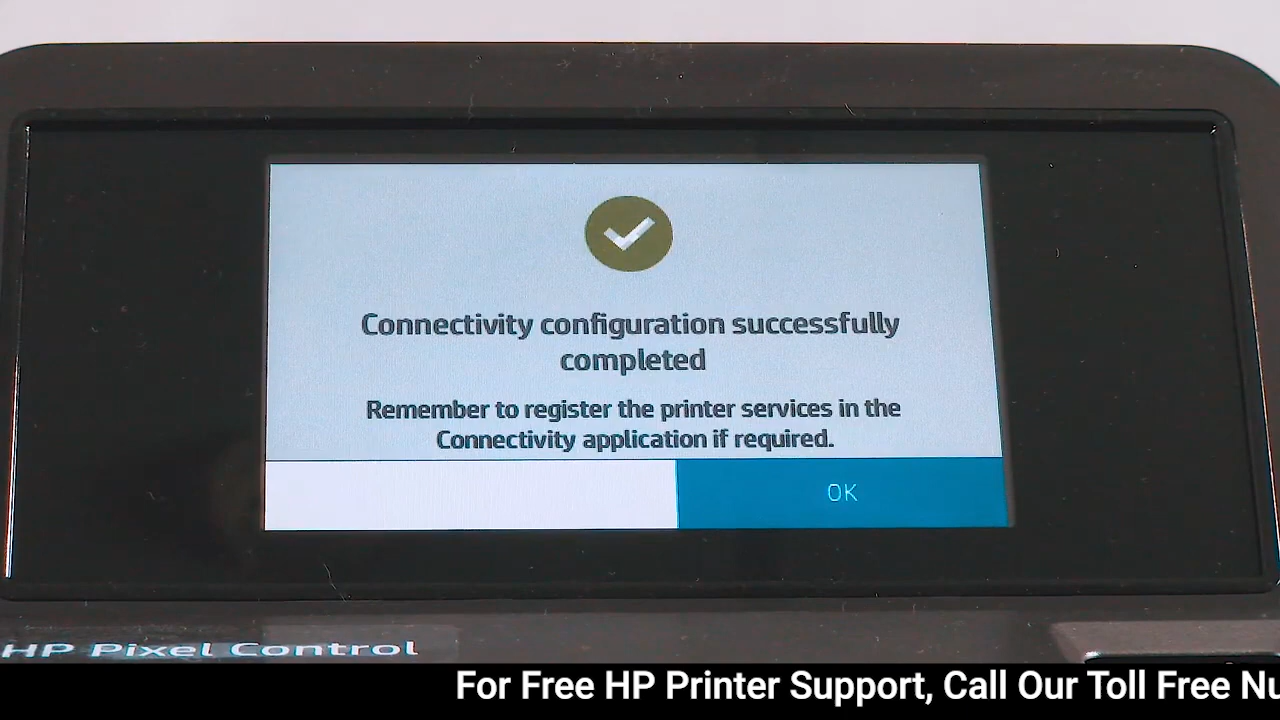 Connectivity configuration successfully
completed
Remember to register the printer services in the
Connectivity application if required.
OK
HP Pixel Control
For Free HP Printer Support, Call Our Toll Free